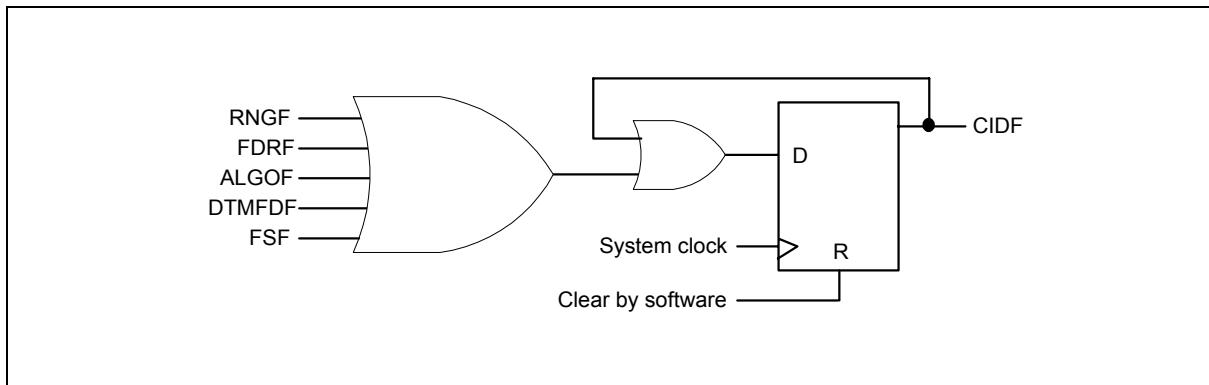 RNGF
FDRF
ALGOF
DTMFDF
FSF
D
CIDF
System clock
R
Clear by software